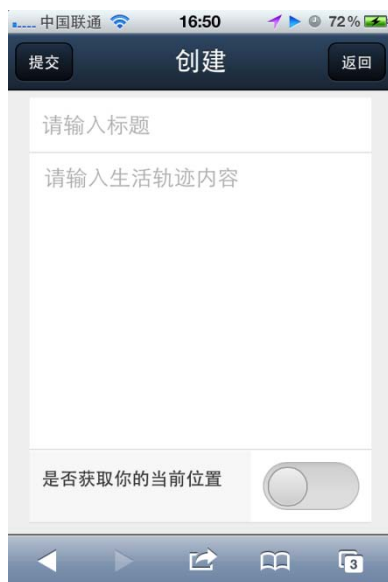 中国联通 16:50 72%
提交 创建 返回
请输入标题
请输入生活轨迹内容
是否获取你的当前位置
3